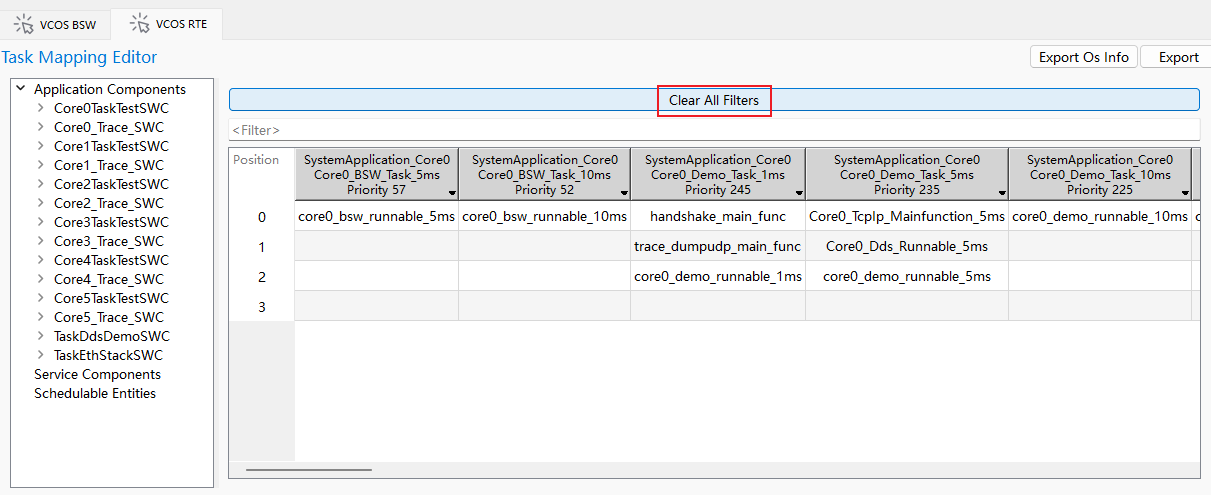 VCOS BSW
VCOS RTE
Task Mapping Editor
Export Os Info
Export
Application Components
Core0TaskTestSWC
Core0_Trace_SWC
Core1TaskTestSWC
Core1_Trace_SWC
Core2TaskTestSWC
Core2_Trace_SWC
Core3TaskTestSWC
Core3_Trace_SWC
Core4TaskTestSWC
Core4_Trace_SWC
Core5TaskTestSWC
Core5_Trace_SWC
TaskDdsDemoSWC
TaskEthStackSWC
Service Components
Schedulable Entities
Clear All Filters
<Filter>
Position
SystemApplication_Core0
Core0_BSW_Task_5ms
Priority 57
SystemApplication_Core0
Core0_BSW_Task_10ms
Priority 52
SystemApplication_Core0
Core0_Demo_Task_1ms
Priority 245
SystemApplication_Core0
Core0_Demo_Task_5ms
Priority 235
SystemApplication_Core0
Core0_Demo_Task_10ms
Priority 225
0 core0_bsw_runnable_5ms core0_bsw_runnable_10ms handshake_main_func Core0_TcpIp_Mainfunction_5ms core0_demo_runnable_10ms
1 trace_dumpudp_main_func Core0_Dds_Runnable_5ms
2 core0_demo_runnable_1ms core0_demo_runnable_5ms
3